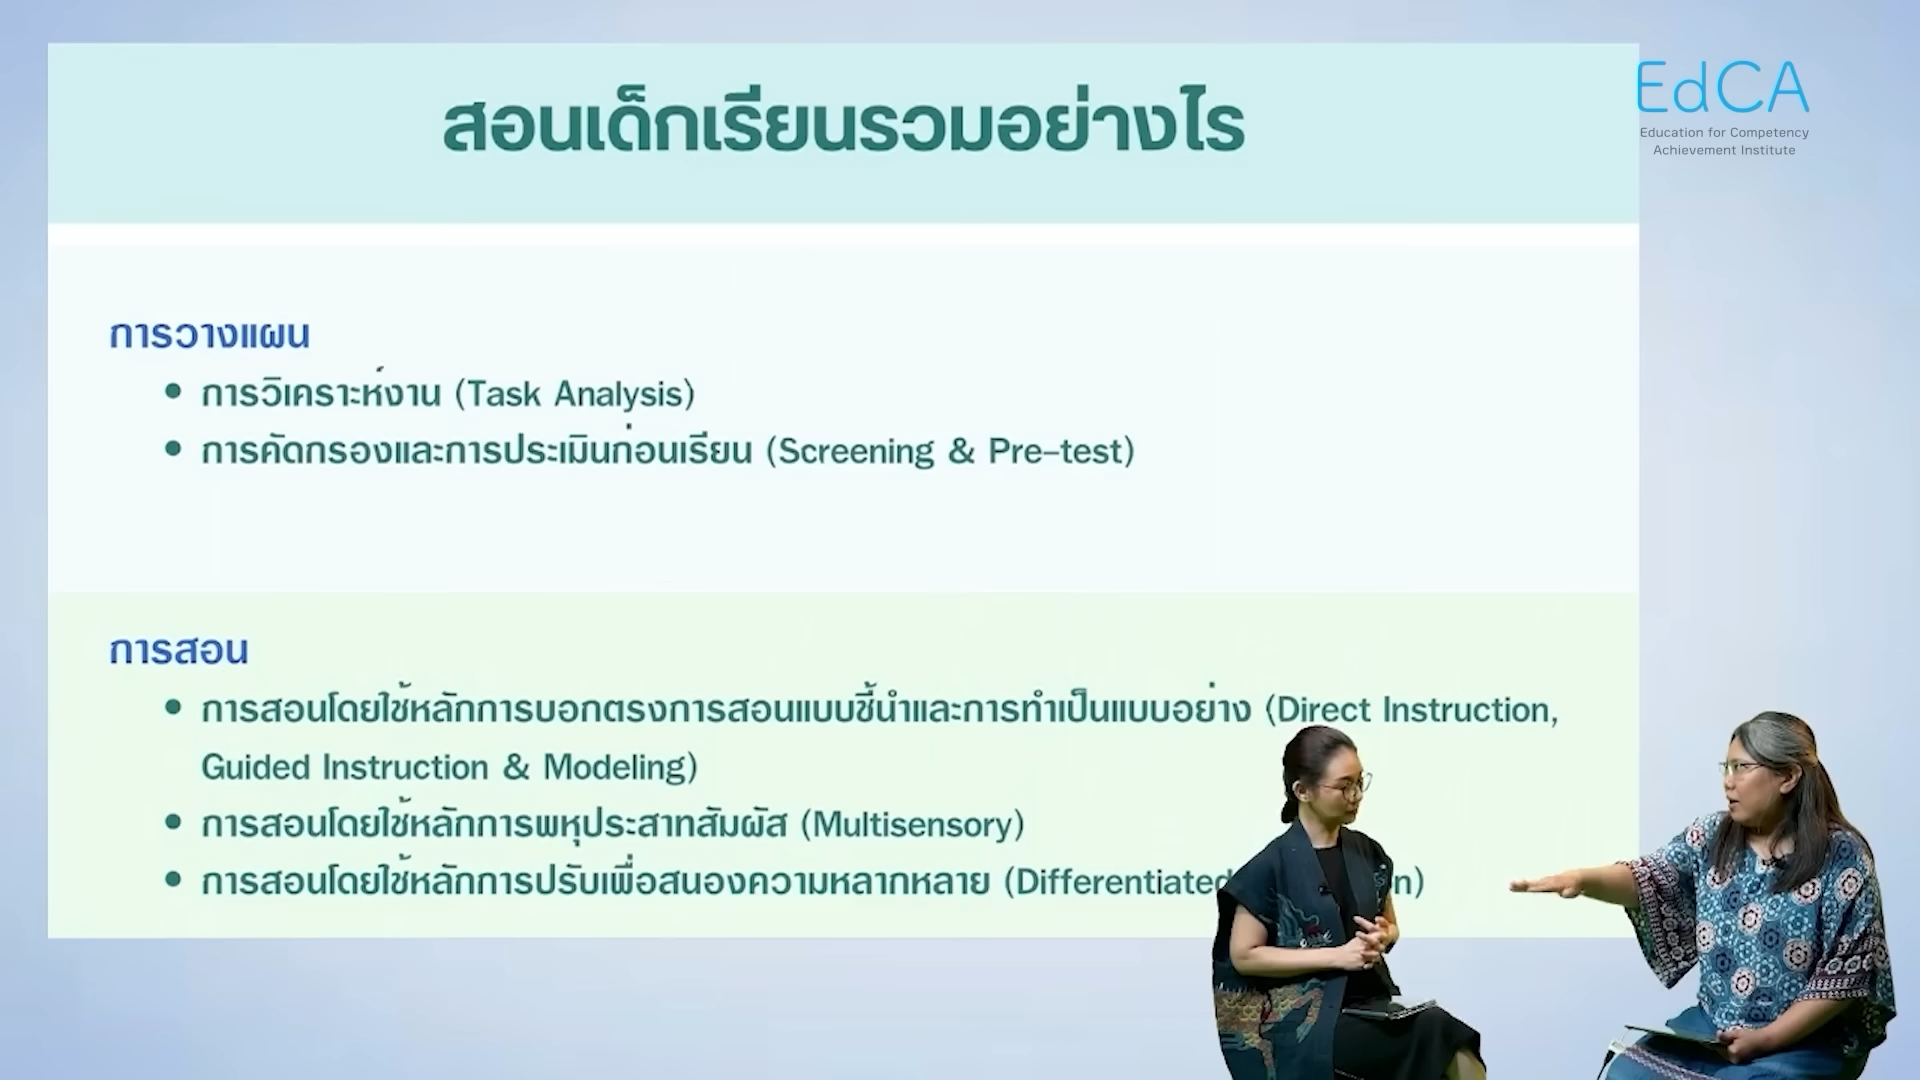 สอนเด็กเรียนรวมอย่างไร
EdCA
Education for Competency
Achievement Institute
การวางแผน
• การวิเคราะห์งาน (Task Analysis)
• การคัดกรองและการประเมินก่อนเรียน (Screening & Pre-test)
การสอน
• การสอนโดยใช้หลักการบอกตรงการสอนแบบชี้นำและการทำเป็นแบบอย่าง (Direct Instruction,
Guided Instruction & Modeling)
• การสอนโดยใช้หลักการพหุประสาทสัมผัส (Multisensory)
• การสอนโดยใช้หลักการปรับเพื่อสนองความหลากหลาย (Differentiated